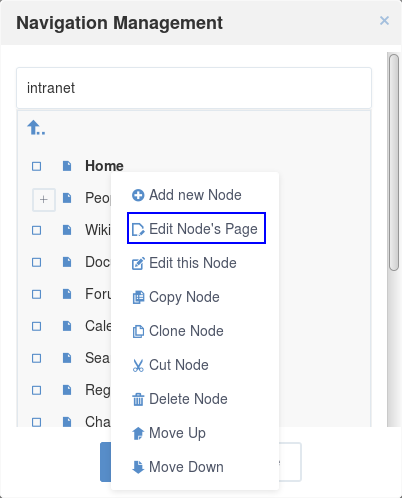 Navigation Management
×
intranet
Home
Add new Node
Edit Node's Page
Edit this Node
Copy Node
Clone Node
Cut Node
Delete Node
Move Up
Move Down